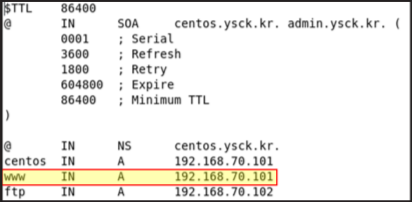 $TTL 86400
@ IN SOA centos.ysck.kr. admin.ysck.kr. (
0001 ; Serial
3600 ; Refresh
1800 ; Retry
604800 ; Expire
86400 ; Minimum TTL
)
@ IN NS centos.ysck.kr.
centos IN A 192.168.70.101
www IN A 192.168.70.101
ftp IN A 192.168.70.102